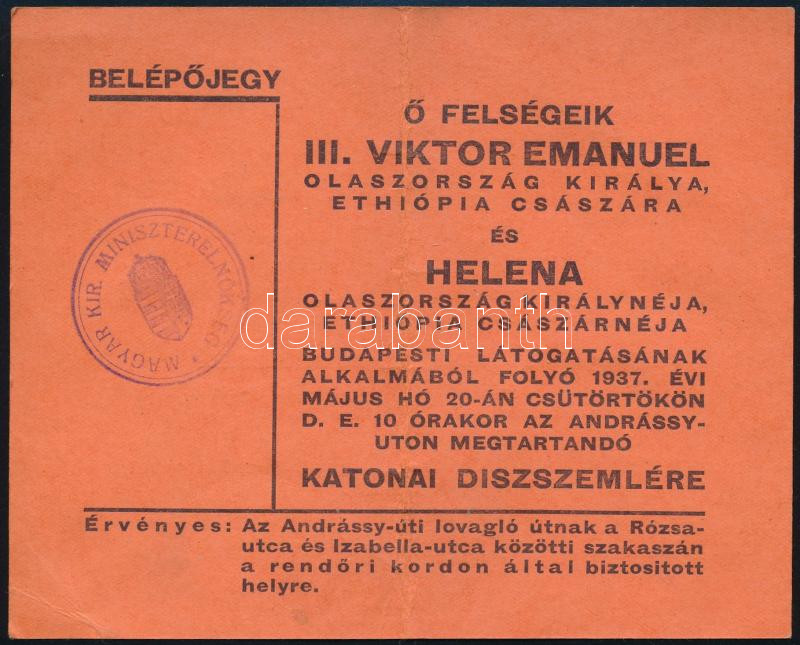 BELÉPŐJEGY
Ő FELSÉGEIK
III. VIKTOR EMANUEL
OLASZORSZÁG KIRÁLYA,
ETHIÓPIA CSÁSZÁRA
ÉS
HELENA
OLASZORSZÁG KIRÁLYNÉJA,
ETHIÓPIA CSÁSZÁRNÉJA
BUDAPESTI LÁTOGATÁSÁNAK
ALKALMÁBÓL FOLYÓ 1937. ÉVI
MÁJUS HÓ 20-ÁN CSÜTÖRTÖKÖN
D. E. 10 ÓRAKOR AZ ANDRÁSSY-
UTON MEGTARTANDÓ
KATONAI DISZSZEMLÉRE
MAGYAR KIR. MINISZTERELNÖKSÉG
darabanth
Érvényes: Az Andrássy-úti lovagló útnak a Rózsa-
utca és Izabella-utca közötti szakaszán
a rendőri kordon által biztositott
helyre.